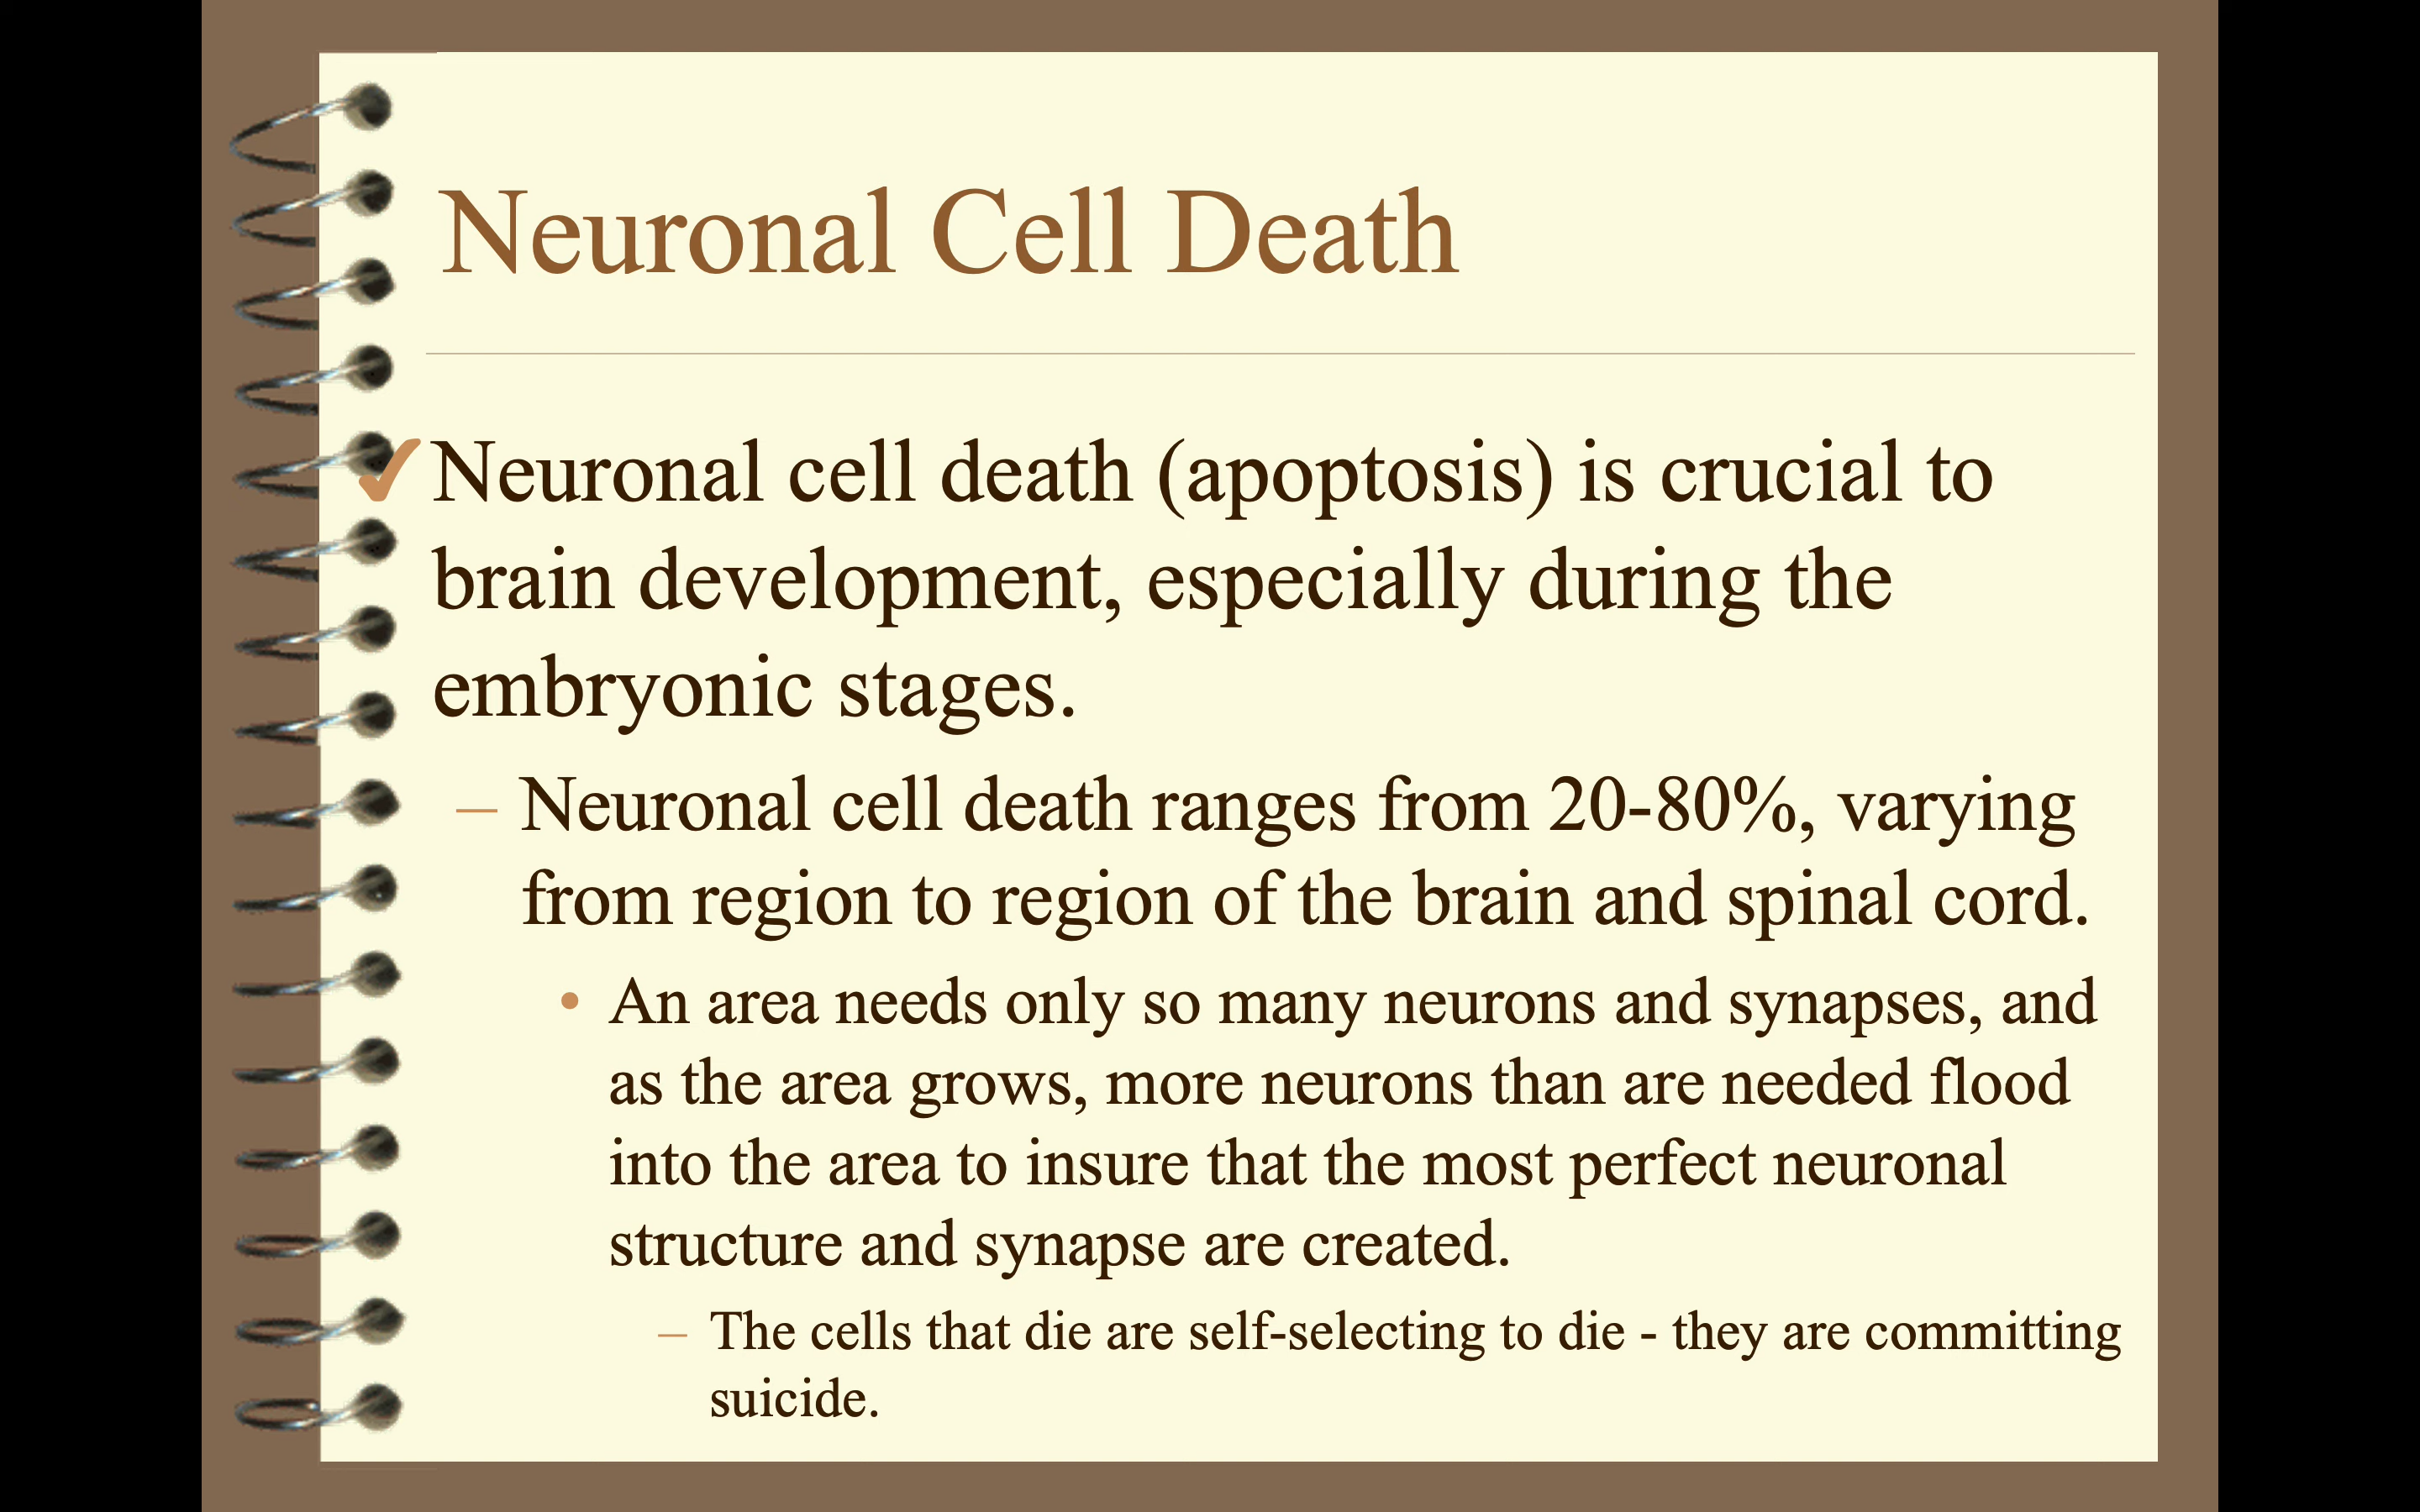 Neuronal Cell Death
Neuronal cell death (apoptosis) is crucial to
brain development, especially during the
embryonic stages.
– Neuronal cell death ranges from 20-80%, varying
from region to region of the brain and spinal cord.
• An area needs only so many neurons and synapses, and
as the area grows, more neurons than are needed flood
into the area to insure that the most perfect neuronal
structure and synapse are created.
– The cells that die are self-selecting to die - they are committing
suicide.